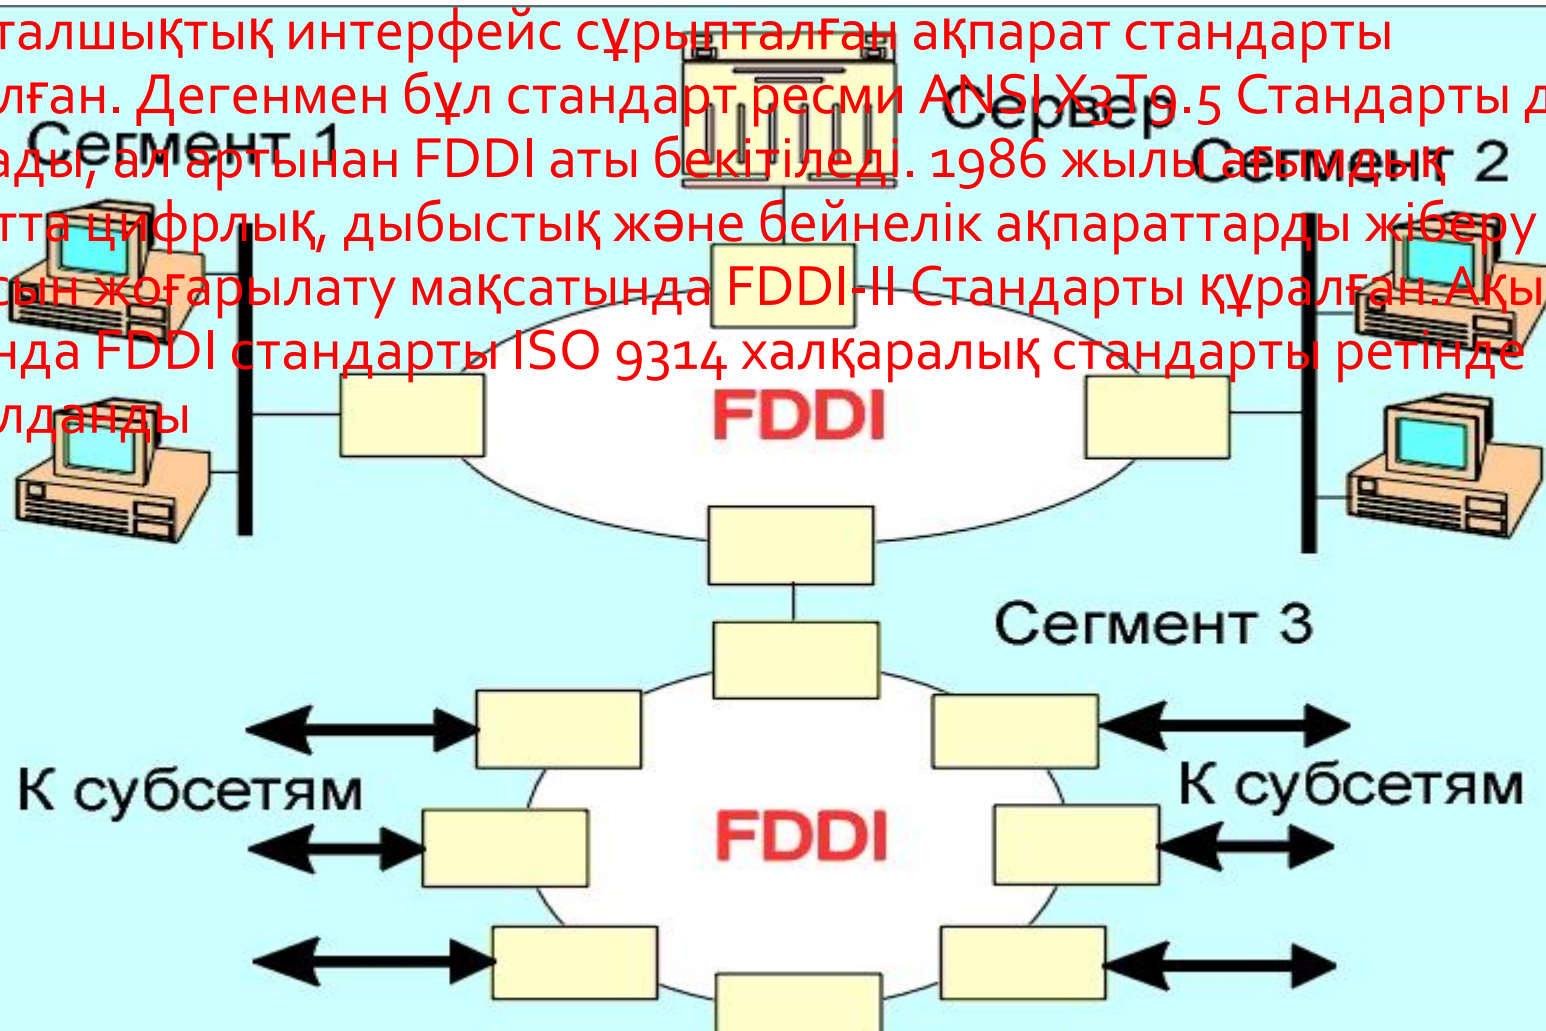 талшықтық интерфейс сұрыпталған ақпарат стандарты
лған. Дегенмен бұл стандарт ресми ANSI X3T9.5 Стандарты д
Сервер
Сегмент 1
ады, ал артынан FDDI аты бекітіледі . 1986 жылы ағымдық
Сегмент 2
тта цифрлық, дыбыстық және бейнелік ақпараттарды жіберу
сын жоғарылату мақсатында FDDI-II Стандарты құралған.Ақы
нда FDDI стандарты ISO 9314 халқаралық стандарты ретінде
лданды
FDDI
Сегмент 3
К субсетям
К субсетям
FDDI